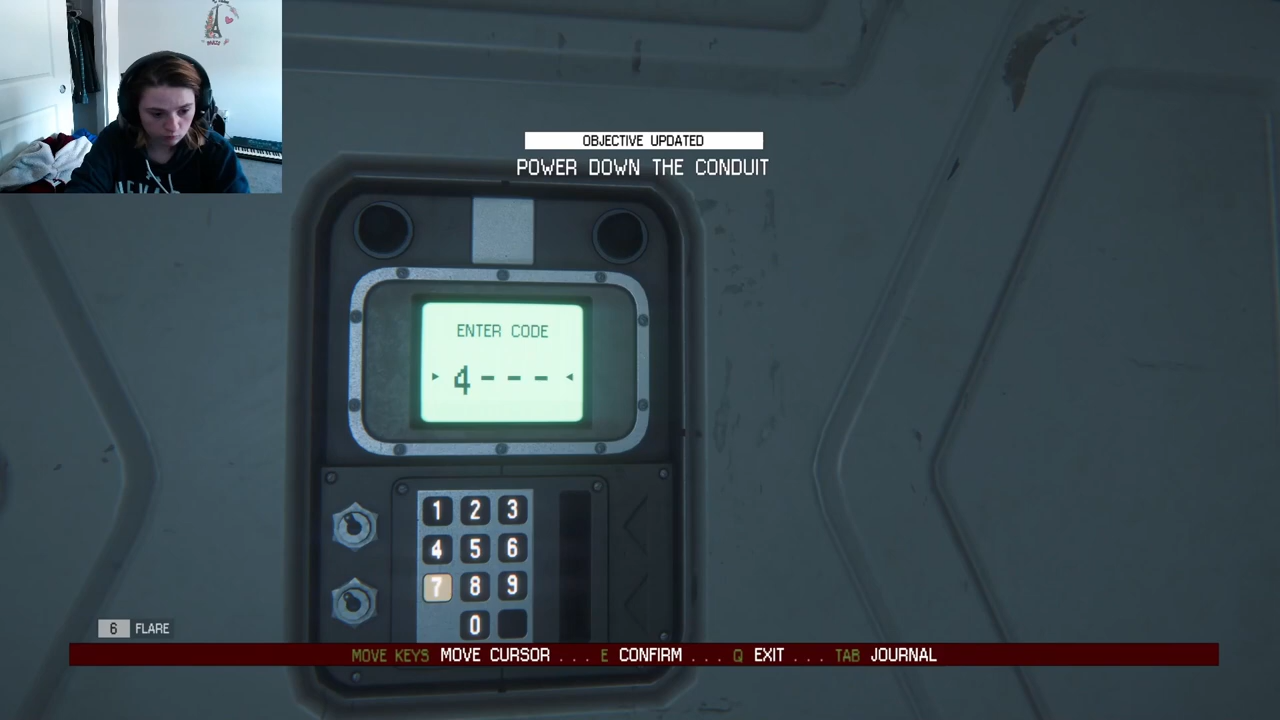 OBJECTIVE UPDATED
POWER DOWN THE CONDUIT
ENTER CODE
4 - - -
1 2 3
4 5 6
7 8 9
0
6 FLARE
MOVE KEYS MOVE CURSOR . . . E CONFIRM . . . Q EXIT . . . TAB JOURNAL